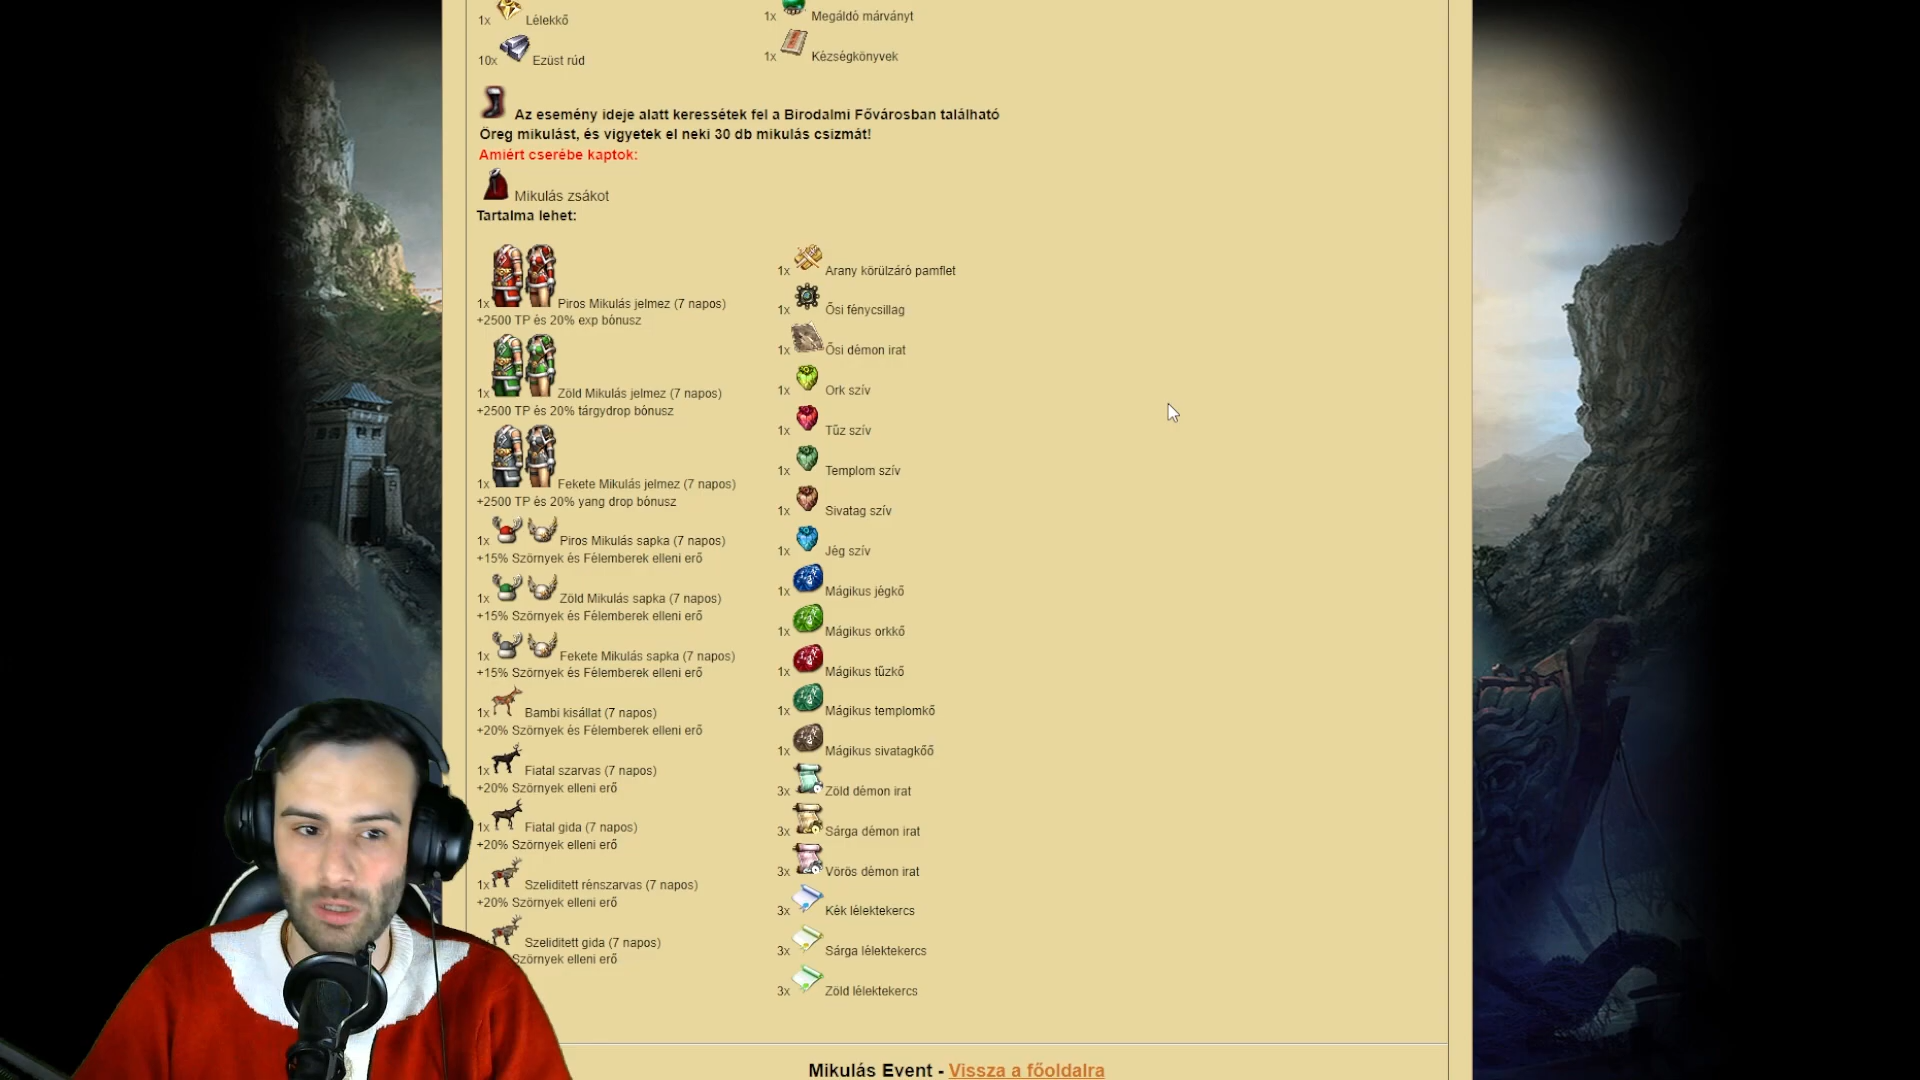 1x Lélekkő
1x Megáldó márványt
10x Ezüst rúd
1x Kézségkönyvek
Az esemény ideje alatt keressétek fel a Birodalmi Fővárosban található
Öreg mikulást, és vigyetek el neki 30 db mikulás csizmát!
Amiért cserébe kaptok:
Mikulás zsákot
Tartalma lehet:
1x Piros Mikulás jelmez (7 napos)
+2500 TP és 20% exp bónusz
1x Zöld Mikulás jelmez (7 napos)
+2500 TP és 20% tárgydrop bónusz
1x Fekete Mikulás jelmez (7 napos)
+2500 TP és 20% yang drop bónusz
1x Piros Mikulás sapka (7 napos)
+15% Szörnyek és Félemberek elleni erő
1x Zöld Mikulás sapka (7 napos)
+15% Szörnyek és Félemberek elleni erő
1x Fekete Mikulás sapka (7 napos)
+15% Szörnyek és Félemberek elleni erő
1x Bambi kisállat (7 napos)
+20% Szörnyek és Félemberek elleni erő
1x Fiatal szarvas (7 napos)
+20% Szörnyek elleni erő
1x Fiatal gida (7 napos)
+20% Szörnyek elleni erő
1x Szelidített rénszarvas (7 napos)
+20% Szörnyek elleni erő
Szelidített gida (7 napos)
Szörnyek elleni erő
1x Arany körülzáró pamflet
1x Ősi fénycsillag
1x Ősi démon irat
1x Ork szív
1x Tűz szív
1x Templom szív
1x Sivatag szív
1x Jég szív
1x Mágikus jégkő
1x Mágikus orkkő
1x Mágikus tűzkő
1x Mágikus templomkő
1x Mágikus sivatagkőő
3x Zöld démon irat
3x Sárga démon irat
3x Vörös démon irat
3x Kék lélektekercs
3x Sárga lélektekercs
3x Zöld lélektekercs
Mikulás Event - Vissza a főoldalra